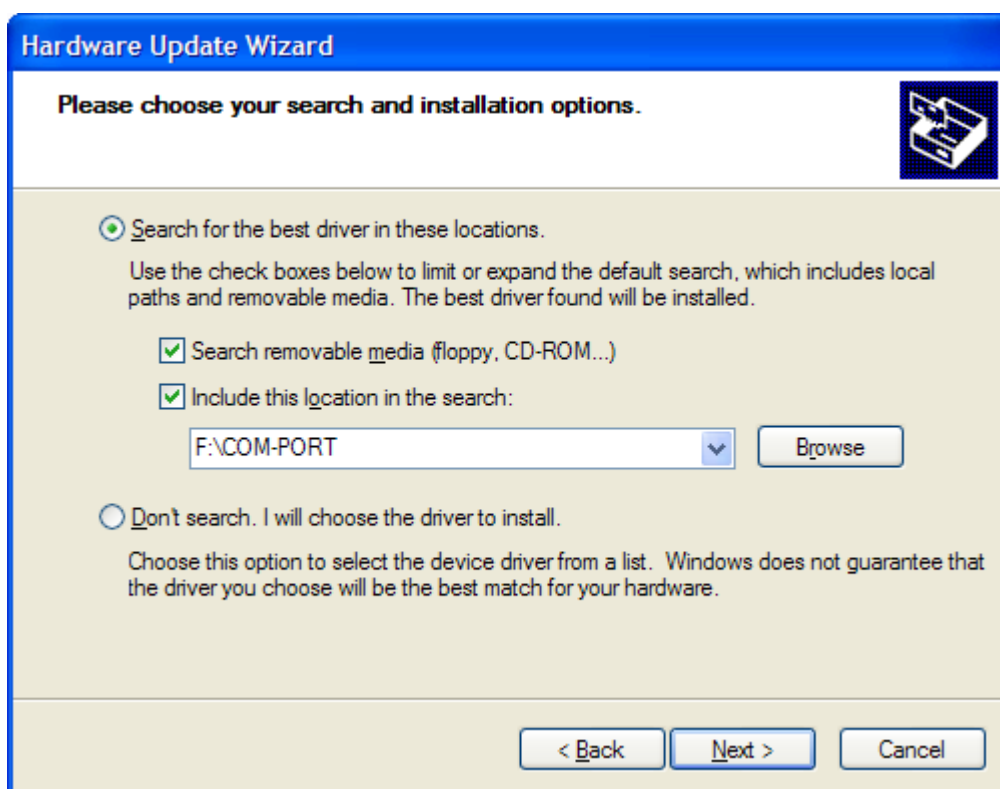 Hardware Update Wizard
Please choose your search and installation options.
Search for the best driver in these locations.
Use the check boxes below to limit or expand the default search, which includes local
paths and removable media. The best driver found will be installed.
Search removable media (floppy, CD-ROM...)
Include this location in the search:
F:\COM-PORT
Browse
Don't search. I will choose the driver to install.
Choose this option to select the device driver from a list.  Windows does not guarantee that
the driver you choose will be the best match for your hardware.
< Back Next > Cancel